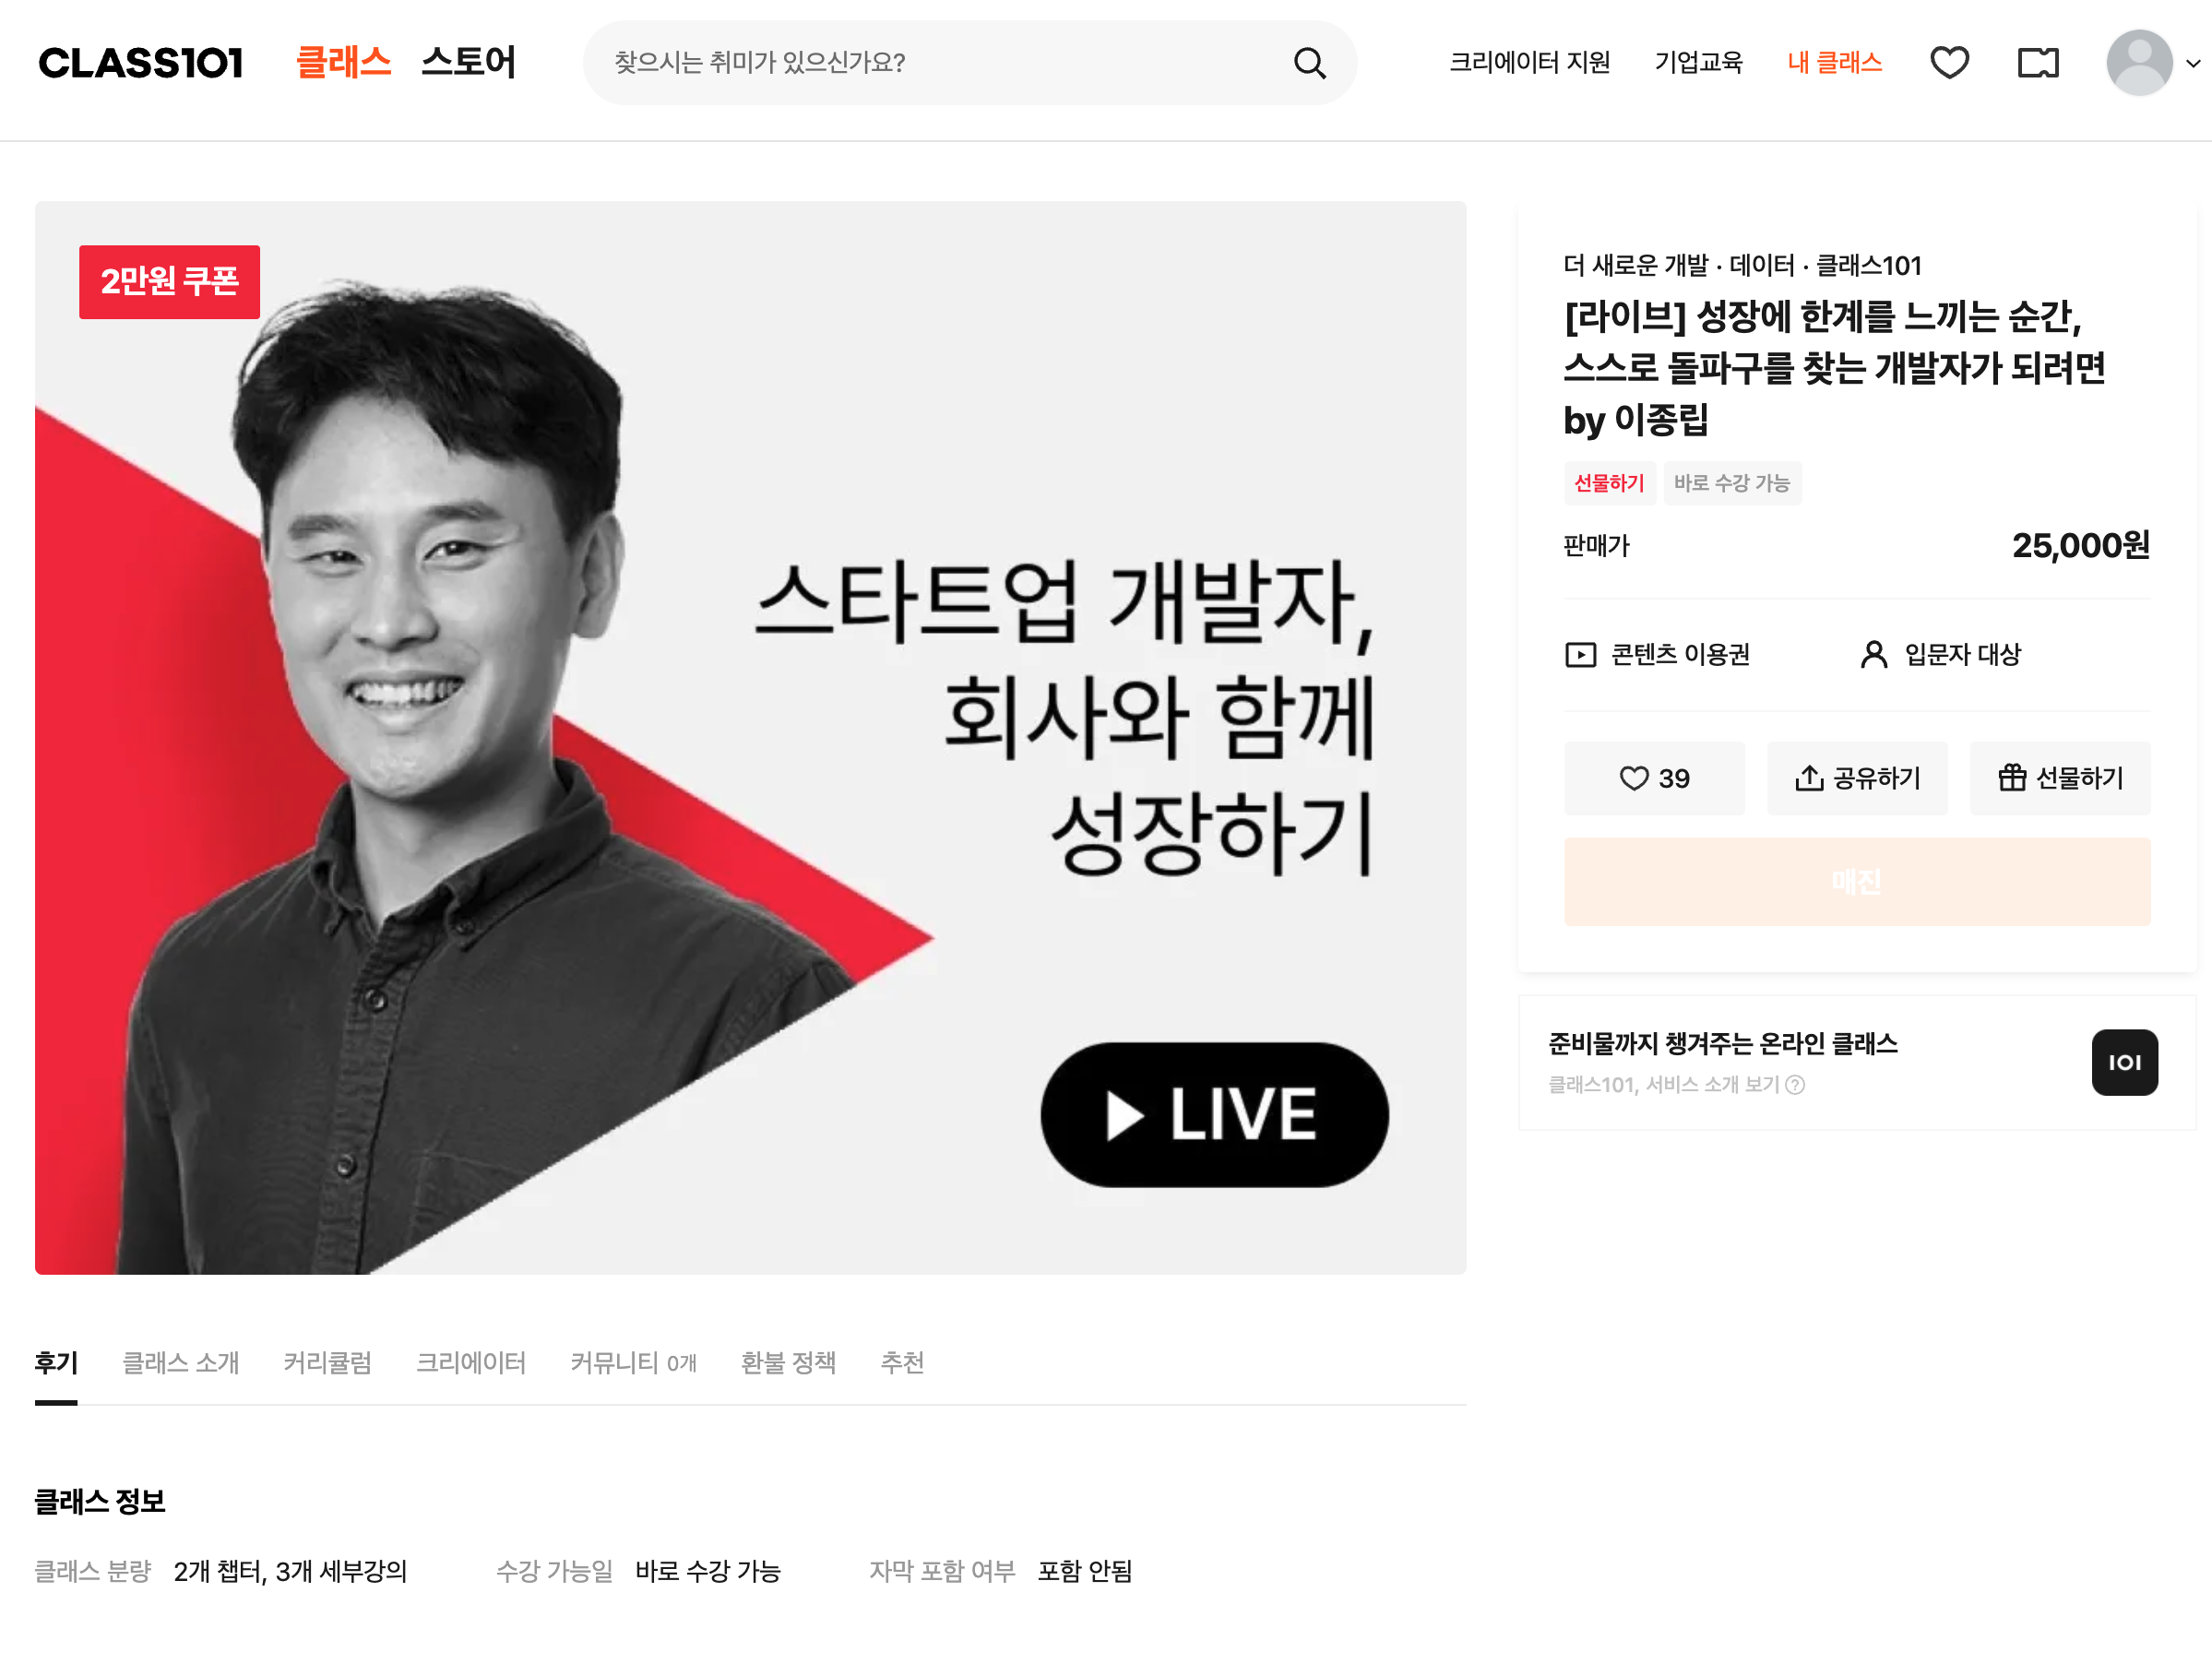 CLASS101
클래스 스토어
찾으시는 취미가 있으신가요?
크리에이터 지원 기업교육 내 클래스
2만원 쿠폰
스타트업 개발자,
회사와 함께
성장하기
LIVE
더 새로운 개발 · 데이터 · 클래스101
[라이브] 성장에 한계를 느끼는 순간,
스스로 돌파구를 찾는 개발자가 되려면
by 이종립
선물하기 바로 수강 가능
판매가 25,000원
콘텐츠 이용권 입문자 대상
39 공유하기 선물하기
매진
준비물까지 챙겨주는 온라인 클래스
클래스101, 서비스 소개 보기 ?
101
후기 클래스 소개 커리큘럼 크리에이터 커뮤니티 0개 환불 정책 추천
클래스 정보
클래스 분량 2개 챕터, 3개 세부강의 수강 가능일 바로 수강 가능 자막 포함 여부 포함 안됨